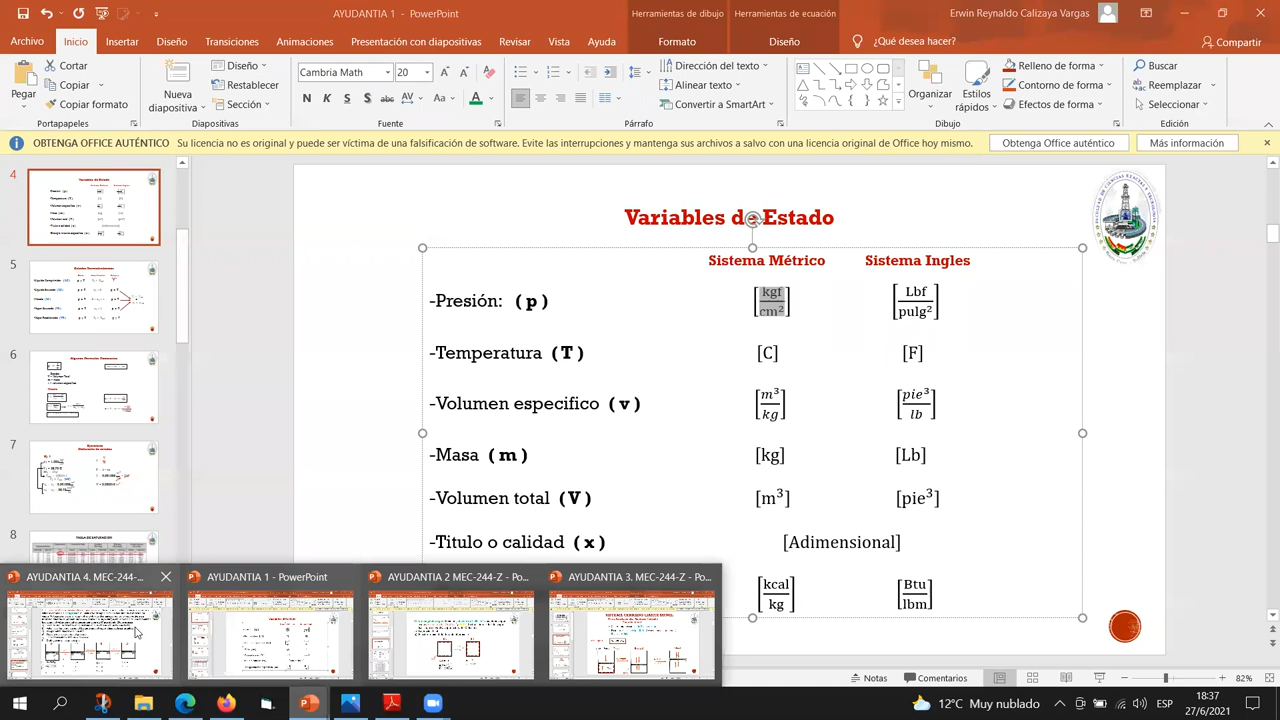 AYUDANTIA 1 - PowerPoint
Herramientas de dibujo
Herramientas de ecuación
Erwin Reynaldo Calizaya Vargas
Archivo
Inicio
Insertar
Diseño
Transiciones
Animaciones
Presentación con diapositivas
Revisar
Vista
Ayuda
Formato
Diseño
¿Qué desea hacer?
Compartir
Pegar
Cortar
Copiar
Copiar formato
Portapapeles
Nueva diapositiva
Diseño
Restablecer
Sección
Diapositivas
Cambria Math
20
N K S S abc AV Aa A
Fuente
Dirección del texto
Alinear texto
Convertir a SmartArt
Párrafo
Organizar
Estilos rápidos
Relleno de forma
Contorno de forma
Efectos de forma
Dibujo
Buscar
Reemplazar
Seleccionar
Edición
OBTENGA OFFICE AUTÉNTICO
Su licencia no es original y puede ser víctima de una falsificación de software. Evite las interrupciones y mantenga sus archivos a salvo con una licencia original de Office hoy mismo.
Obtenga Office auténtico
Más información
4
5
6
7
8
Variables de Estado
Sistema Métrico Sistema Ingles
-Presión: ( p ) [kgf/cm²] [Lbf/pulg²]
-Temperatura ( T ) [C] [F]
-Volumen especifico ( v ) [m³/kg] [pie³/lb]
-Masa ( m ) [kg] [Lb]
-Volumen total ( V ) [m³] [pie³]
-Titulo o calidad ( x ) [Adimensional]
[kcal/kg] [Btu/lbm]
AYUDANTIA 4. MEC-244-...
AYUDANTIA 1 - PowerPoint
AYUDANTIA 2 MEC-244-Z - Po...
AYUDANTIA 3. MEC-244-Z - Po...
Notas
Comentarios
82%
12°C Muy nublado
ESP
18:37
27/6/2021